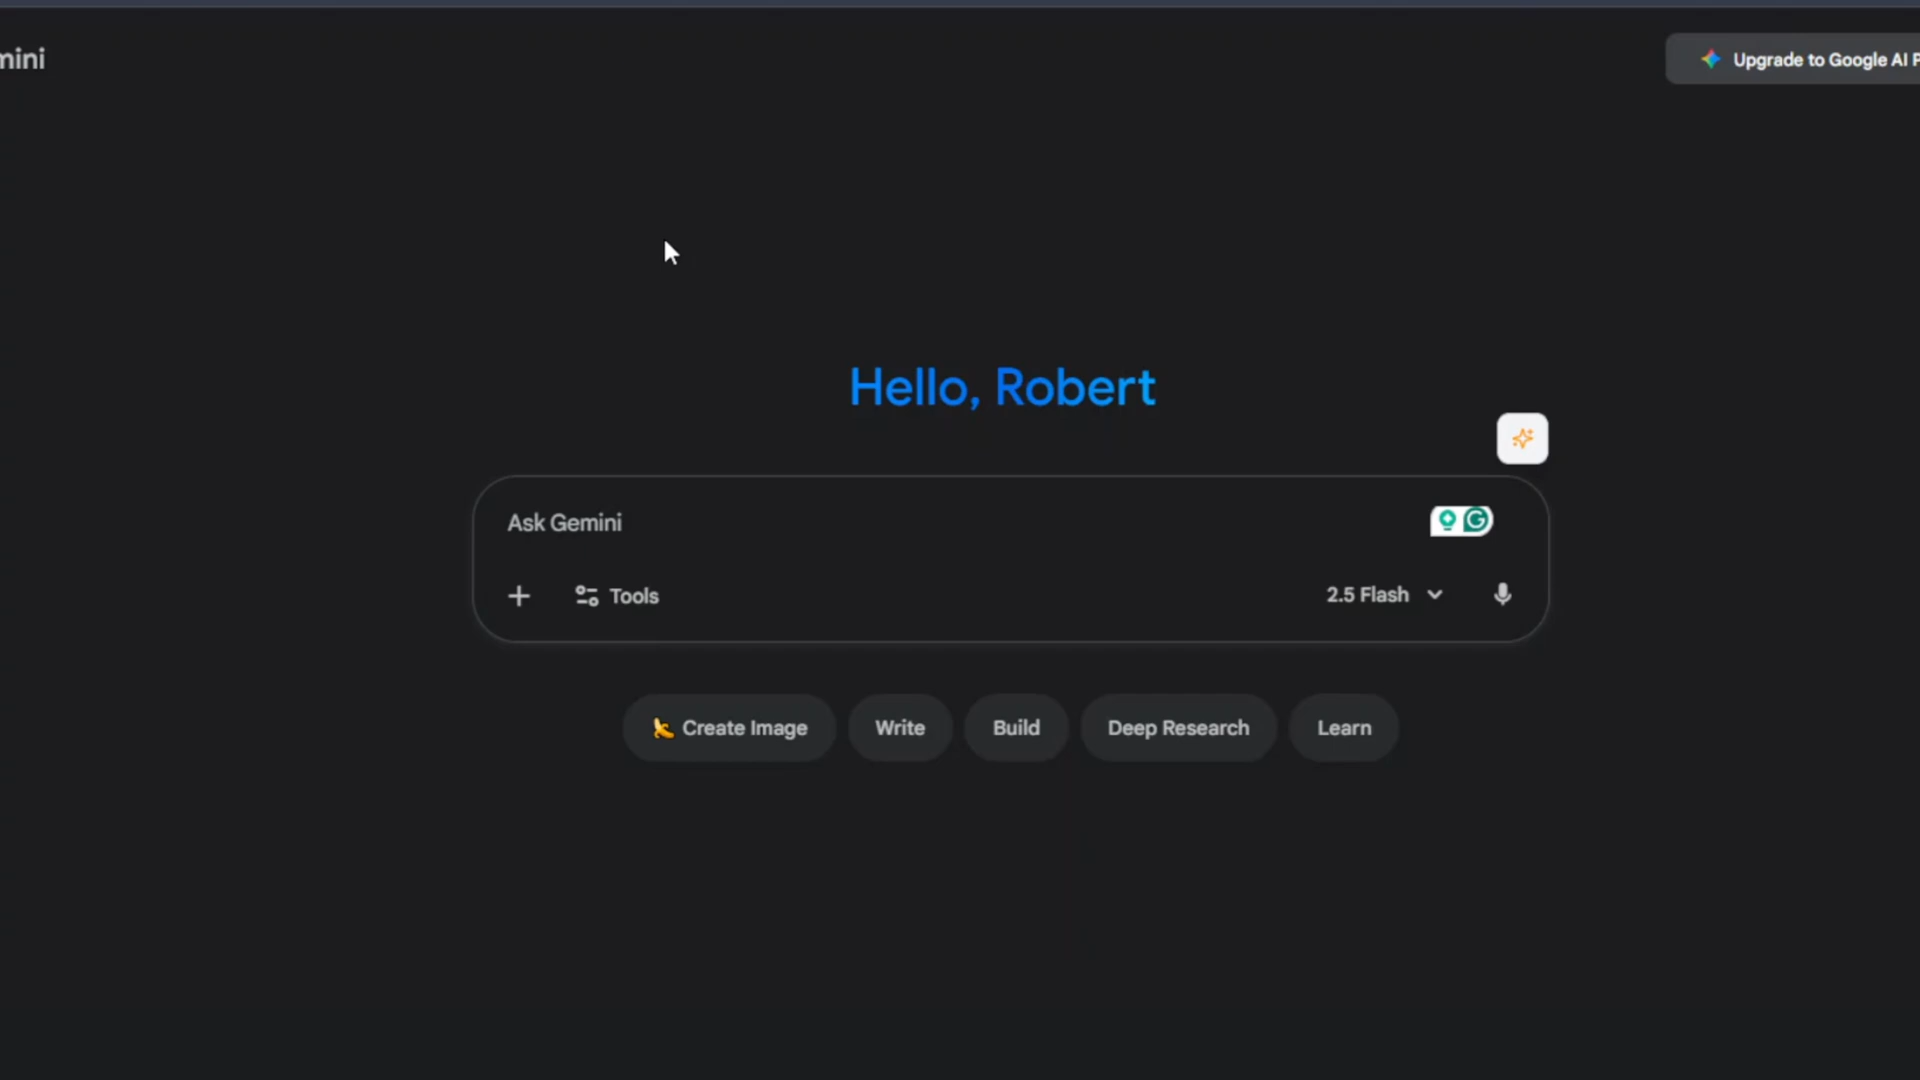 mini
Upgrade to Google AI P
Hello, Robert
Ask Gemini
Tools
2.5 Flash
Create Image
Write
Build
Deep Research
Learn